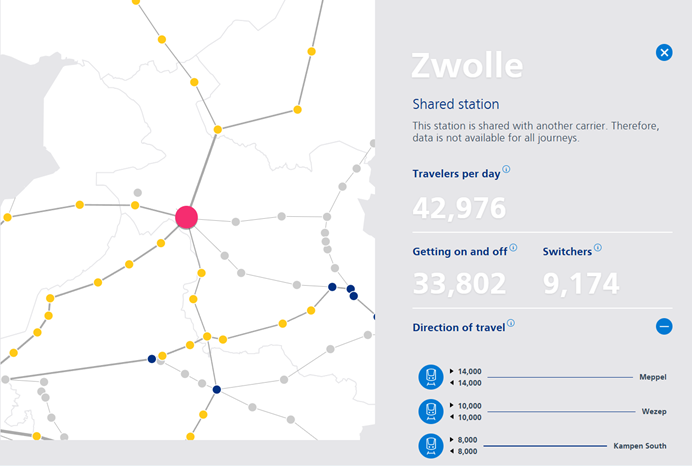 Zwolle
Shared station
This station is shared with another carrier. Therefore,
data is not available for all journeys.
Travelers per day
42,976
Getting on and off Switchers
33,802 9,174
Direction of travel
14,000
14,000
Meppel
10,000
10,000
Wezep
8,000
8,000
Kampen South